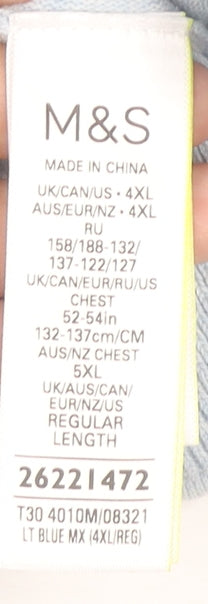 M&S
MADE IN CHINA
UK/CAN/US • 4XL
AUS/EUR/NZ • 4XL
RU
158/188-132/
137-122/127
UK/CAN/EUR/RU/US
CHEST
52-54in
132-137cm/CM
AUS/NZ CHEST
5XL
UK/AUS/CAN/
EUR/NZ/US
REGULAR
LENGTH
26221472
T30 4010M/08321
LT BLUE MX (4XL/REG)